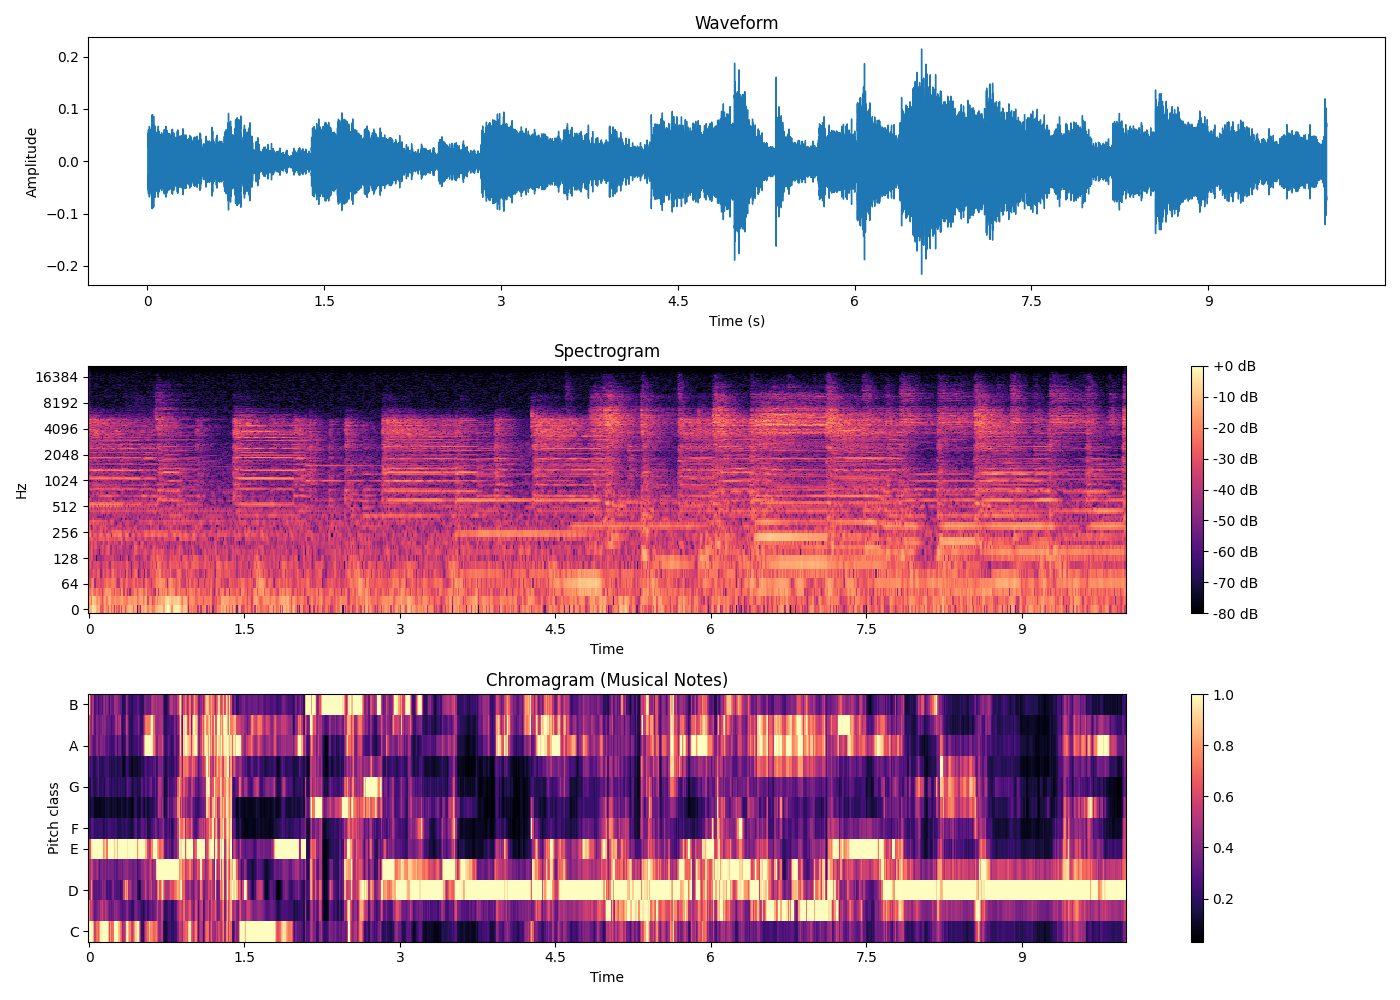 Waveform
0.2
0.1
0.0
−0.1
−0.2
Amplitude
0 1.5 3 4.5 6 7.5 9
Time (s)
Spectrogram
16384
8192
4096
2048
1024
512
256
128
64
0
Hz
0 1.5 3 4.5 6 7.5 9
Time
+0 dB
-10 dB
-20 dB
-30 dB
-40 dB
-50 dB
-60 dB
-70 dB
-80 dB
Chromagram (Musical Notes)
B
A
G
F
E
D
C
Pitch class
0 1.5 3 4.5 6 7.5 9
Time
1.0
0.8
0.6
0.4
0.2